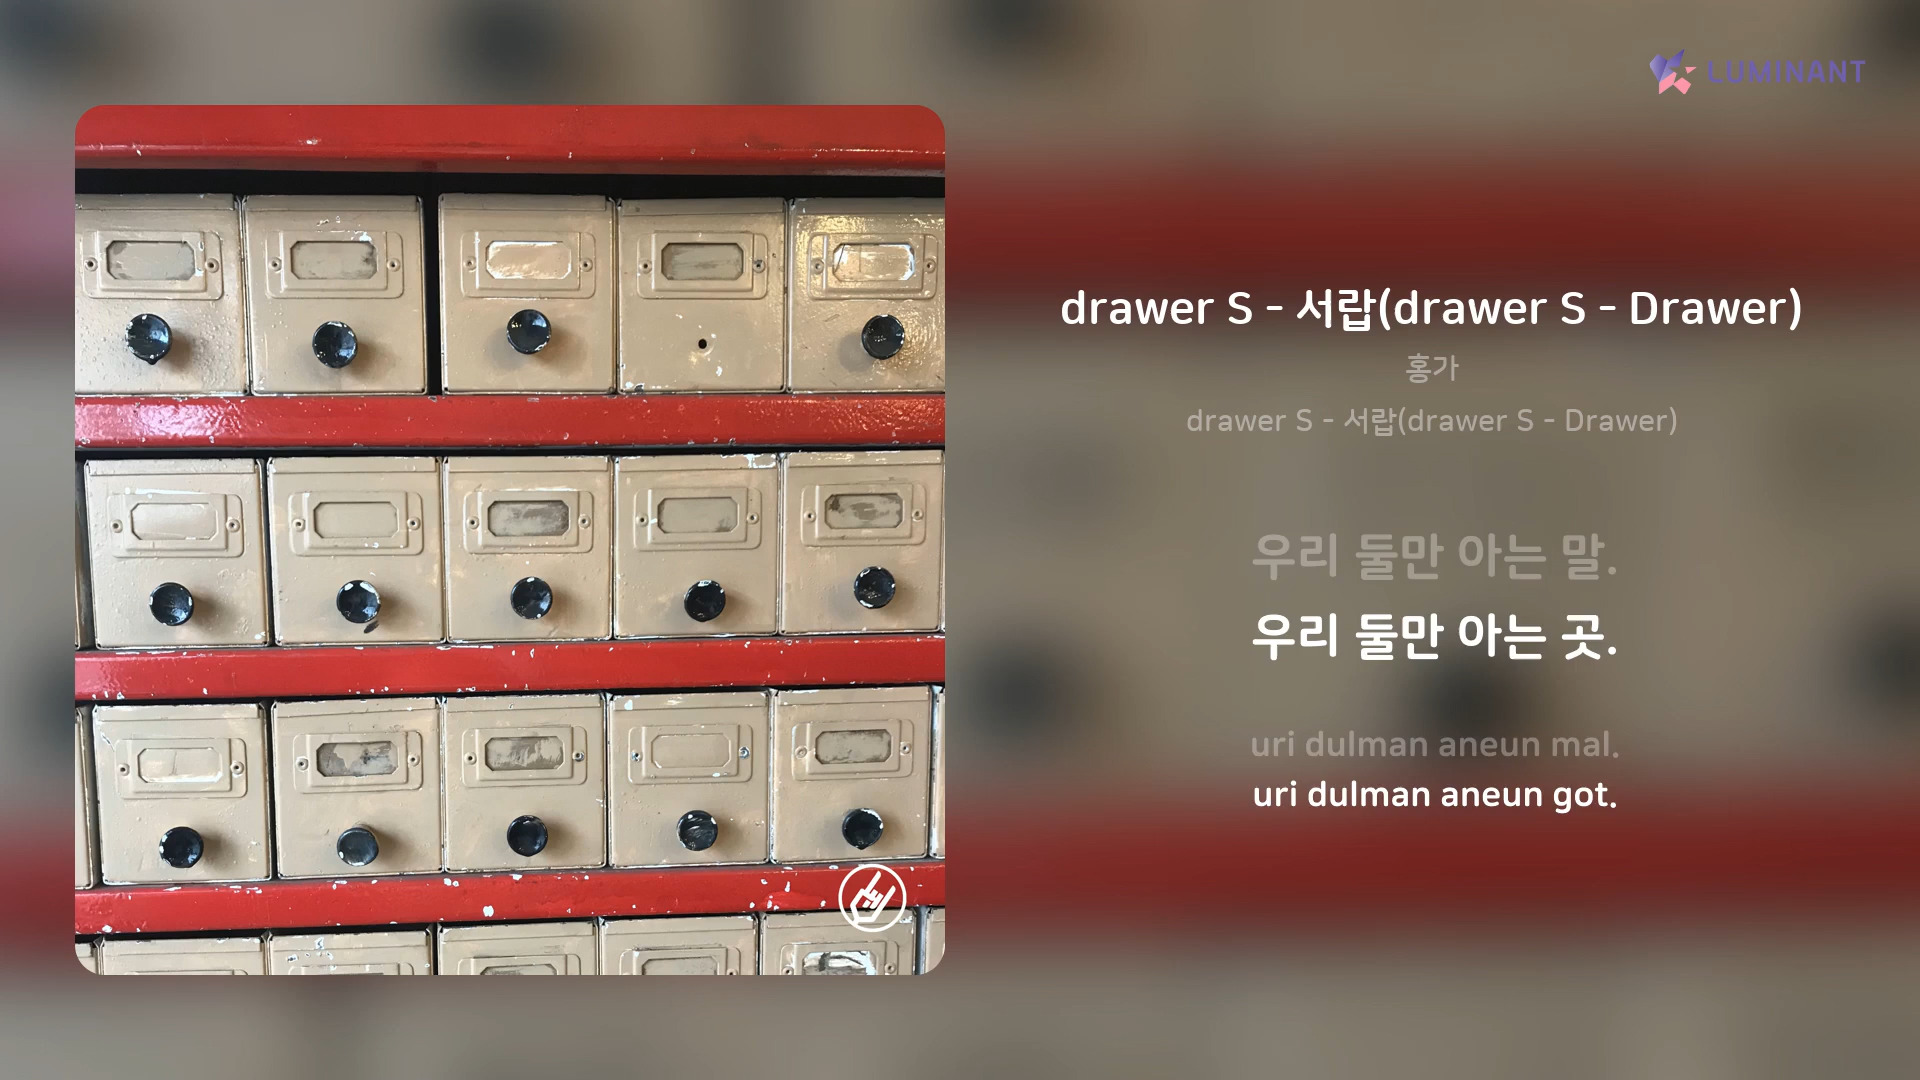 LUMINANT
drawer S - 서랍(drawer S - Drawer)
홍가
drawer S - 서랍(drawer S - Drawer)
우리 둘만 아는 말.
우리 둘만 아는 곳.
uri dulman aneun mal.
uri dulman aneun got.